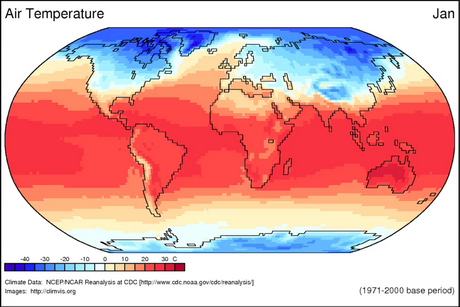 Air Temperature Jan
-40 -30 -20 -10 0 10 20 30 C
Climate Data: NCEP/NCAR Reanalysis at CDC [http://www.cdc.noaa.gov/cdc/reanalysis/]
Images: http://climvis.org (1971-2000 base period)